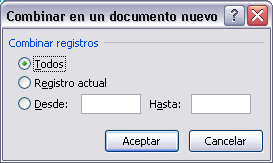 Combinar en un documento nuevo
Combinar registros
Todos
Registro actual
Desde: Hasta:
Aceptar Cancelar